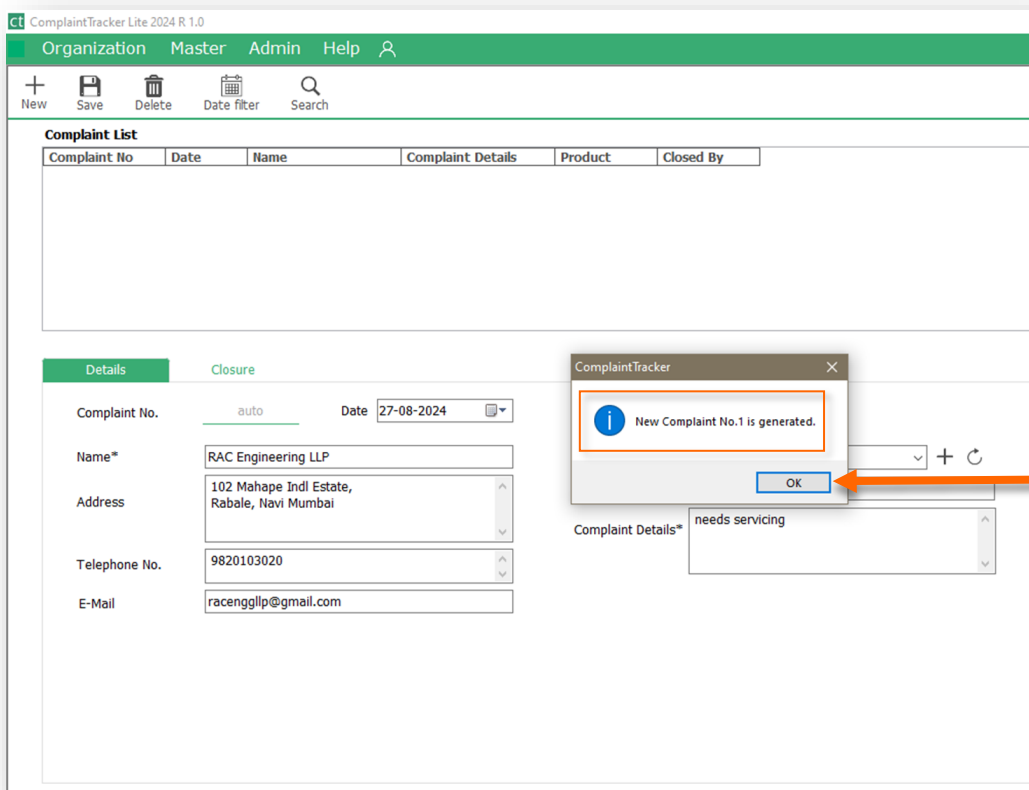 ct ComplaintTracker Lite 2024 R 1.0
Organization Master Admin Help
New Save Delete Date filter Search
Complaint List
Complaint No Date Name Complaint Details Product Closed By
Details Closure
ComplaintTracker
New Complaint No.1 is generated.
OK
Complaint No. auto Date 27-08-2024
Name* RAC Engineering LLP
Address 102 Mahape Indl Estate,
Rabale, Navi Mumbai
Telephone No. 9820103020
E-Mail racenggllp@gmail.com
Complaint Details* needs servicing